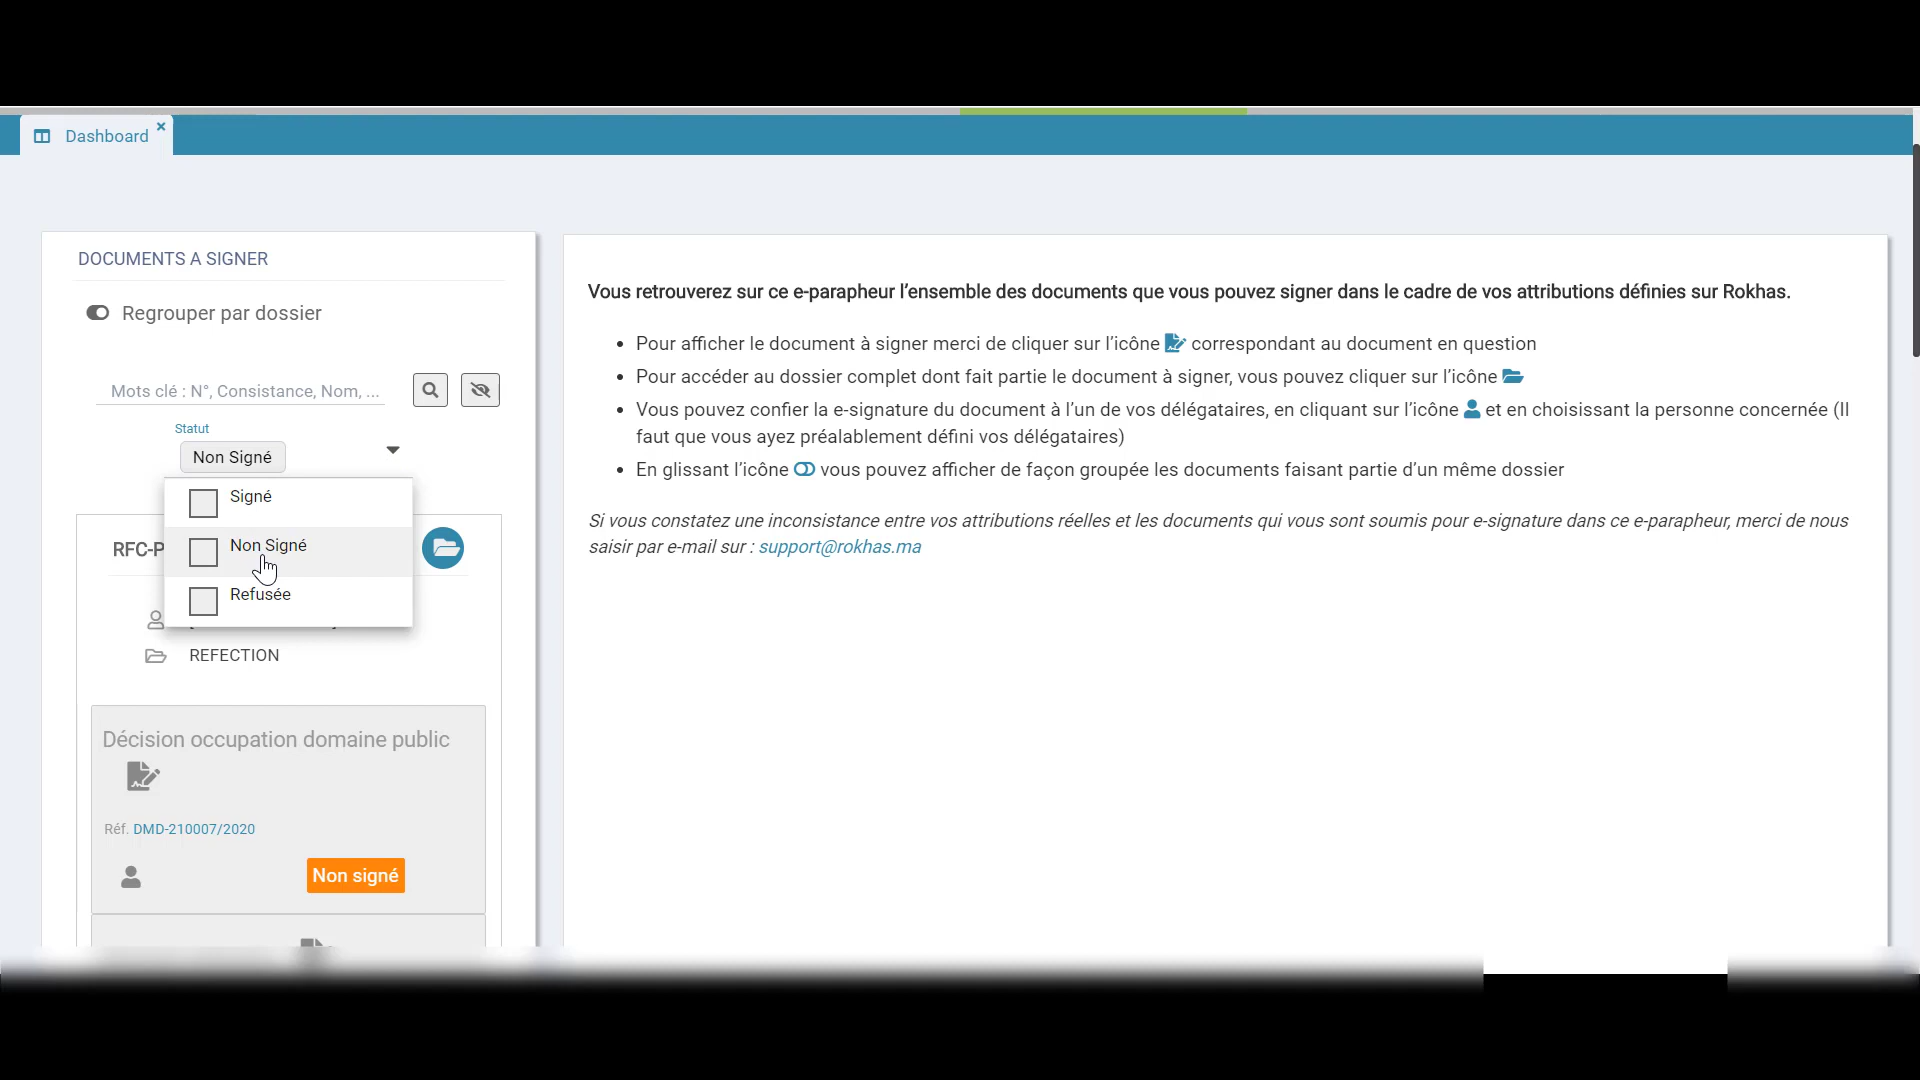 Dashboard
DOCUMENTS A SIGNER
Regrouper par dossier
Mots clé : N°, Consistance, Nom, ...
Statut
Non Signé
Signé
Non Signé
Refusée
RFC-P
REFECTION
Décision occupation domaine public
Réf. DMD-210007/2020
Non signé
Vous retrouverez sur ce e-parapheur l’ensemble des documents que vous pouvez signer dans le cadre de vos attributions définies sur Rokhas.
• Pour afficher le document à signer merci de cliquer sur l’icône correspondant au document en question
• Pour accéder au dossier complet dont fait partie le document à signer, vous pouvez cliquer sur l’icône
• Vous pouvez confier la e-signature du document à l’un de vos délégataires, en cliquant sur l’icône et en choisissant la personne concernée (Il
faut que vous ayez préalablement défini vos délégataires)
• En glissant l’icône vous pouvez afficher de façon groupée les documents faisant partie d’un même dossier
Si vous constatez une inconsistance entre vos attributions réelles et les documents qui vous sont soumis pour e-signature dans ce e-parapheur, merci de nous
saisir par e-mail sur : support@rokhas.ma